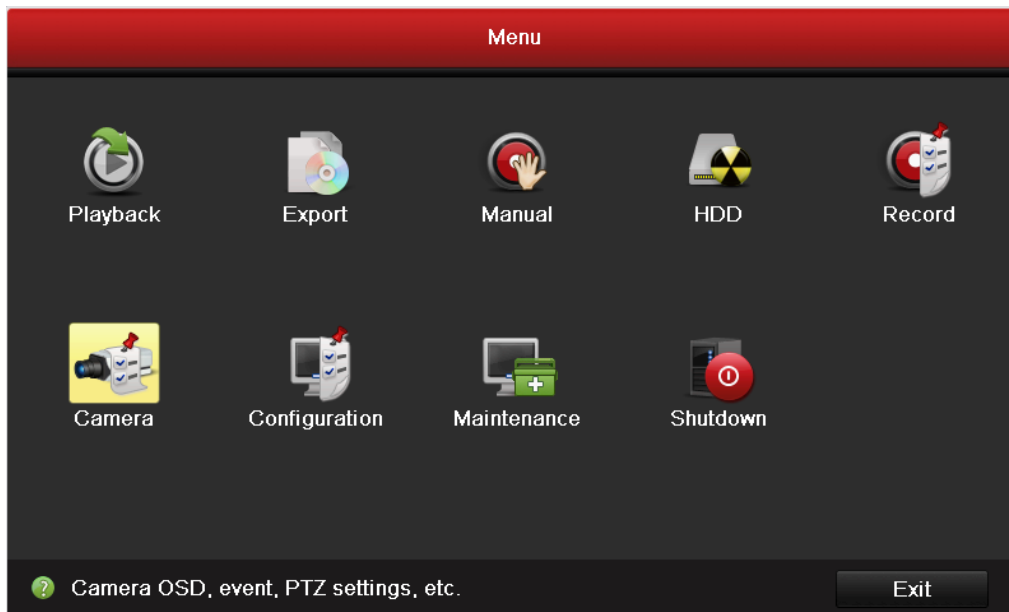 Menu
Playback Export Manual HDD Record
Camera Configuration Maintenance Shutdown
Camera OSD, event, PTZ settings, etc. Exit